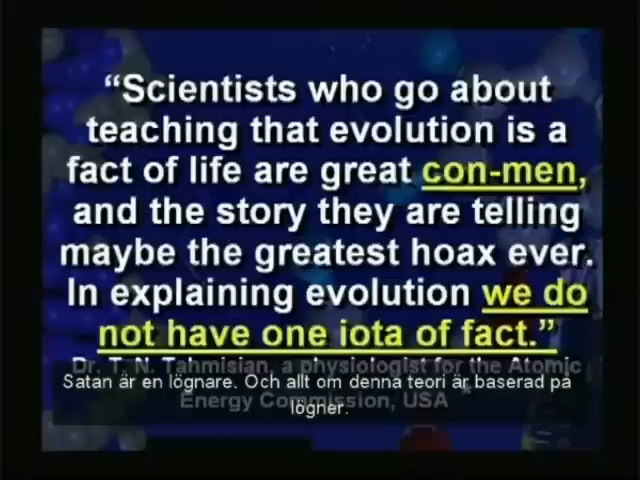 “Scientists who go about
teaching that evolution is a
fact of life are great con-men,
and the story they are telling
maybe the greatest hoax ever.
In explaining evolution we do
not have one iota of fact.”
Dr. T. N. Tahmisian, a physiologist for the Atomic
Satan är en lögnare. Och allt om denna teori är baserad på
Energy Commission, USA
lögner.